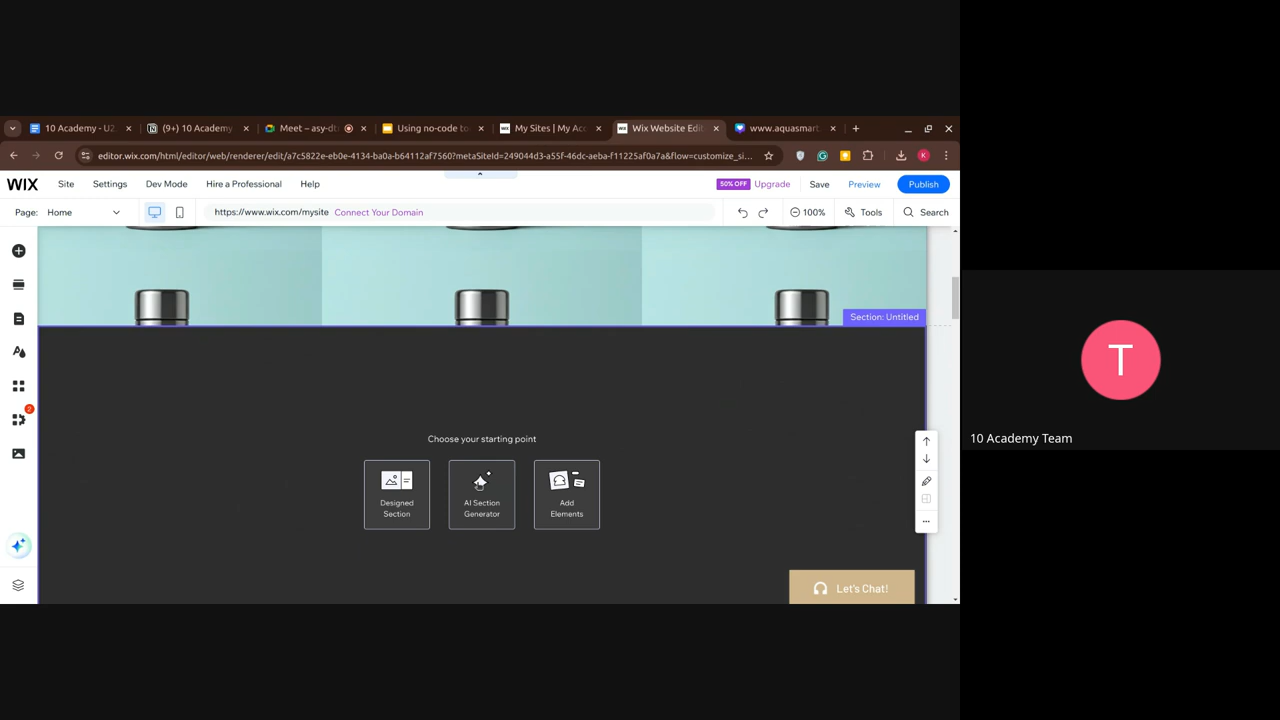 10 Academy - U2
(9+) 10 Academy
Meet – asy-dt
Using no-code to
My Sites | My Acc
Wix Website Edit
www.aquasmart.
editor.wix.com/html/editor/web/renderer/edit/a7c5822e-eb0e-4134-ba0a-b64112af7560?metaSiteId=249044d3-a55f-46dc-aeba-f11225af0a7a&flow=customize_si...
K
WIX
Site
Settings
Dev Mode
Hire a Professional
Help
50% OFF Upgrade
Save
Preview
Publish
Page: Home
https://www.wix.com/mysite Connect Your Domain
100%
Tools
Search
Section: Untitled
2
Choose your starting point
Designed
Section
AI Section
Generator
Add
Elements
Let's Chat!
T
10 Academy Team